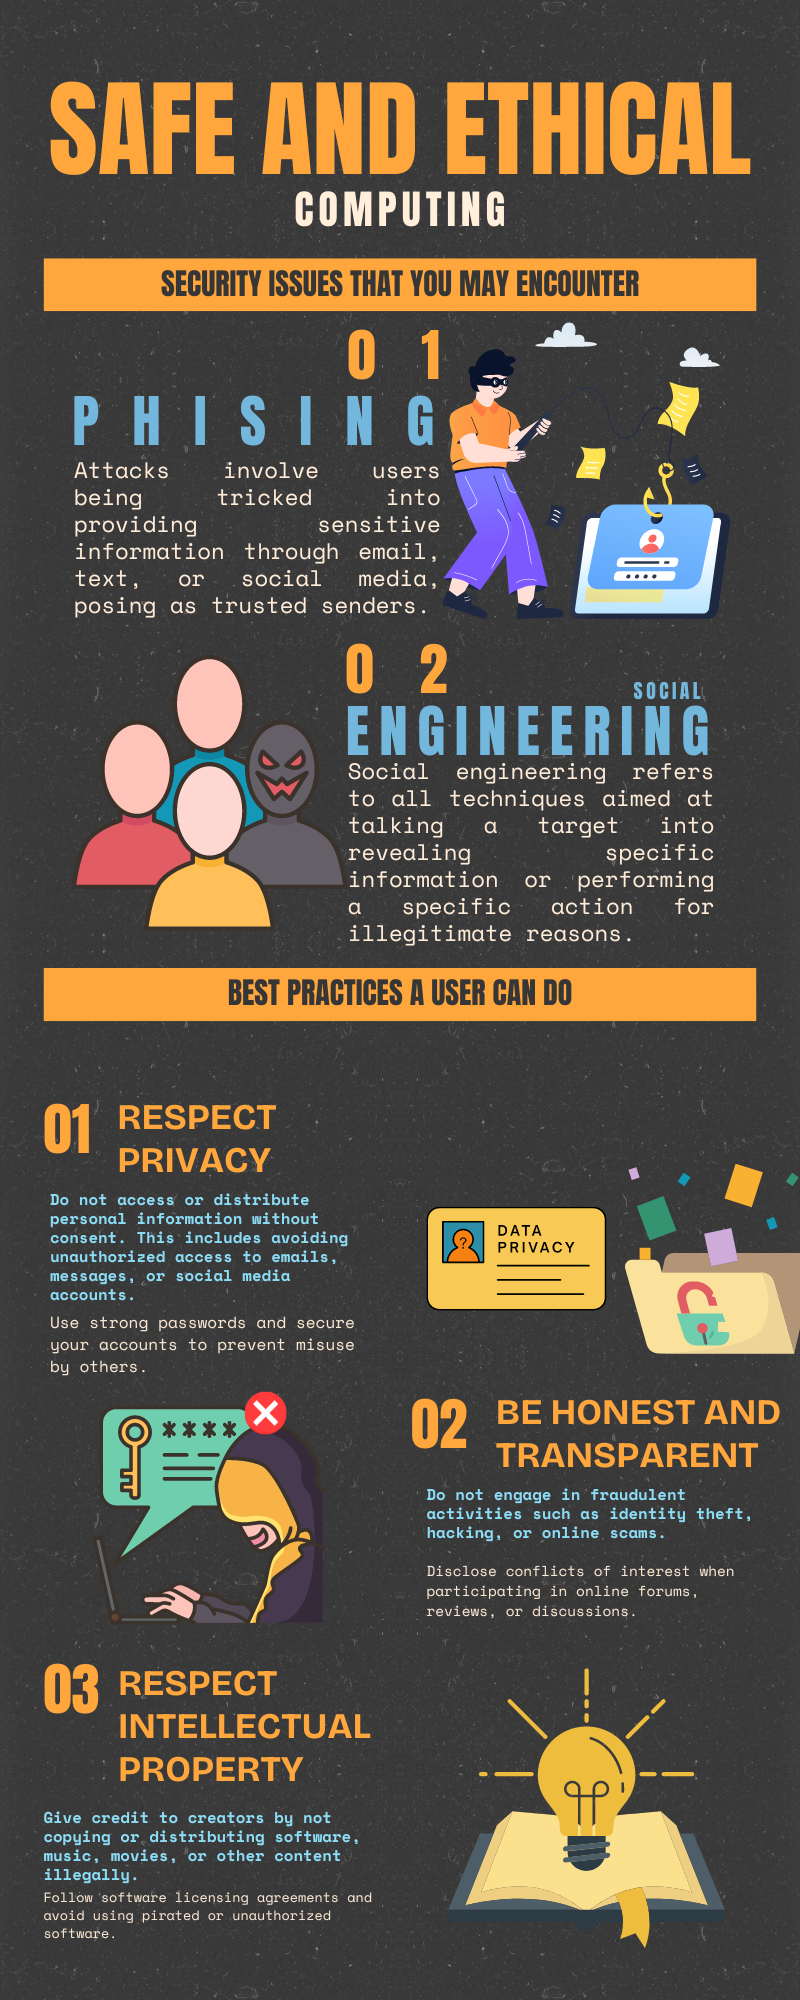 SAFE AND ETHICAL
COMPUTING
SECURITY ISSUES THAT YOU MAY ENCOUNTER
01
PHISING
Attacks involve users
being tricked into
providing sensitive
information through email,
text, or social media,
posing as trusted senders.
02
SOCIAL
ENGINEERING
Social engineering refers
to all techniques aimed at
talking a target into
revealing specific
information or performing
a specific action for
illegitimate reasons.
BEST PRACTICES A USER CAN DO
01
RESPECT
PRIVACY
Do not access or distribute
personal information without
consent. This includes avoiding
unauthorized access to emails,
messages, or social media
accounts.
Use strong passwords and secure
your accounts to prevent misuse
by others.
?
DATA
PRIVACY
****
02
BE HONEST AND
TRANSPARENT
Do not engage in fraudulent
activities such as identity theft,
hacking, or online scams.
Disclose conflicts of interest when
participating in online forums,
reviews, or discussions.
03
RESPECT
INTELLECTUAL
PROPERTY
Give credit to creators by not
copying or distributing software,
music, movies, or other content
illegally.
Follow software licensing agreements and
avoid using pirated or unauthorized
software.